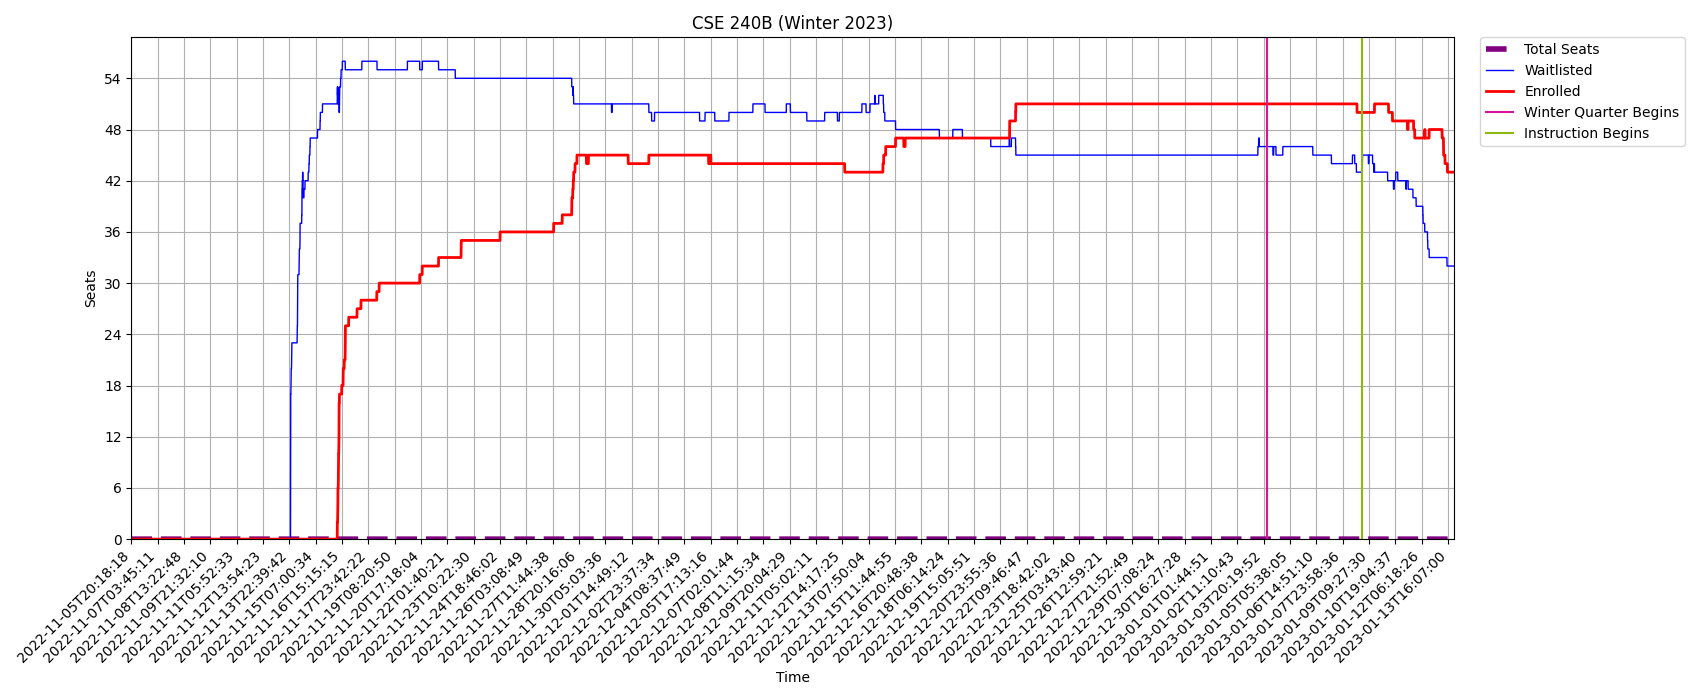 CSE 240B (Winter 2023)
Total Seats
Waitlisted
Enrolled
Winter Quarter Begins
Instruction Begins
Seats
54
48
42
36
30
24
18
12
6
0
2022-11-05T20:18:18
2022-11-07T03:45:11
2022-11-08T13:22:48
2022-11-09T21:32:10
2022-11-11T05:52:33
2022-11-12T13:54:23
2022-11-13T22:39:42
2022-11-15T07:00:34
2022-11-16T15:15:15
2022-11-17T23:42:22
2022-11-19T08:20:50
2022-11-20T17:18:04
2022-11-22T01:40:21
2022-11-23T10:22:30
2022-11-24T18:46:02
2022-11-26T03:08:49
2022-11-27T11:44:38
2022-11-28T20:16:06
2022-11-30T05:03:36
2022-12-01T14:49:12
2022-12-02T23:37:34
2022-12-04T08:37:49
2022-12-05T17:13:16
2022-12-07T02:01:44
2022-12-08T11:15:34
2022-12-09T20:04:29
2022-12-11T05:02:11
2022-12-12T14:17:25
2022-12-13T17:50:04
2022-12-15T11:44:55
2022-12-16T20:48:38
2022-12-18T06:14:24
2022-12-19T15:05:51
2022-12-20T23:55:36
2022-12-22T09:46:47
2022-12-23T18:42:02
2022-12-25T03:43:40
2022-12-26T12:59:21
2022-12-27T21:52:49
2022-12-29T07:08:24
2022-12-30T16:27:28
2023-01-01T01:44:51
2023-01-02T11:10:43
2023-01-03T20:19:52
2023-01-05T05:38:05
2023-01-06T14:51:10
2023-01-07T23:58:36
2023-01-09T09:27:30
2023-01-10T19:04:37
2023-01-12T06:18:26
2023-01-13T16:07:00
Time